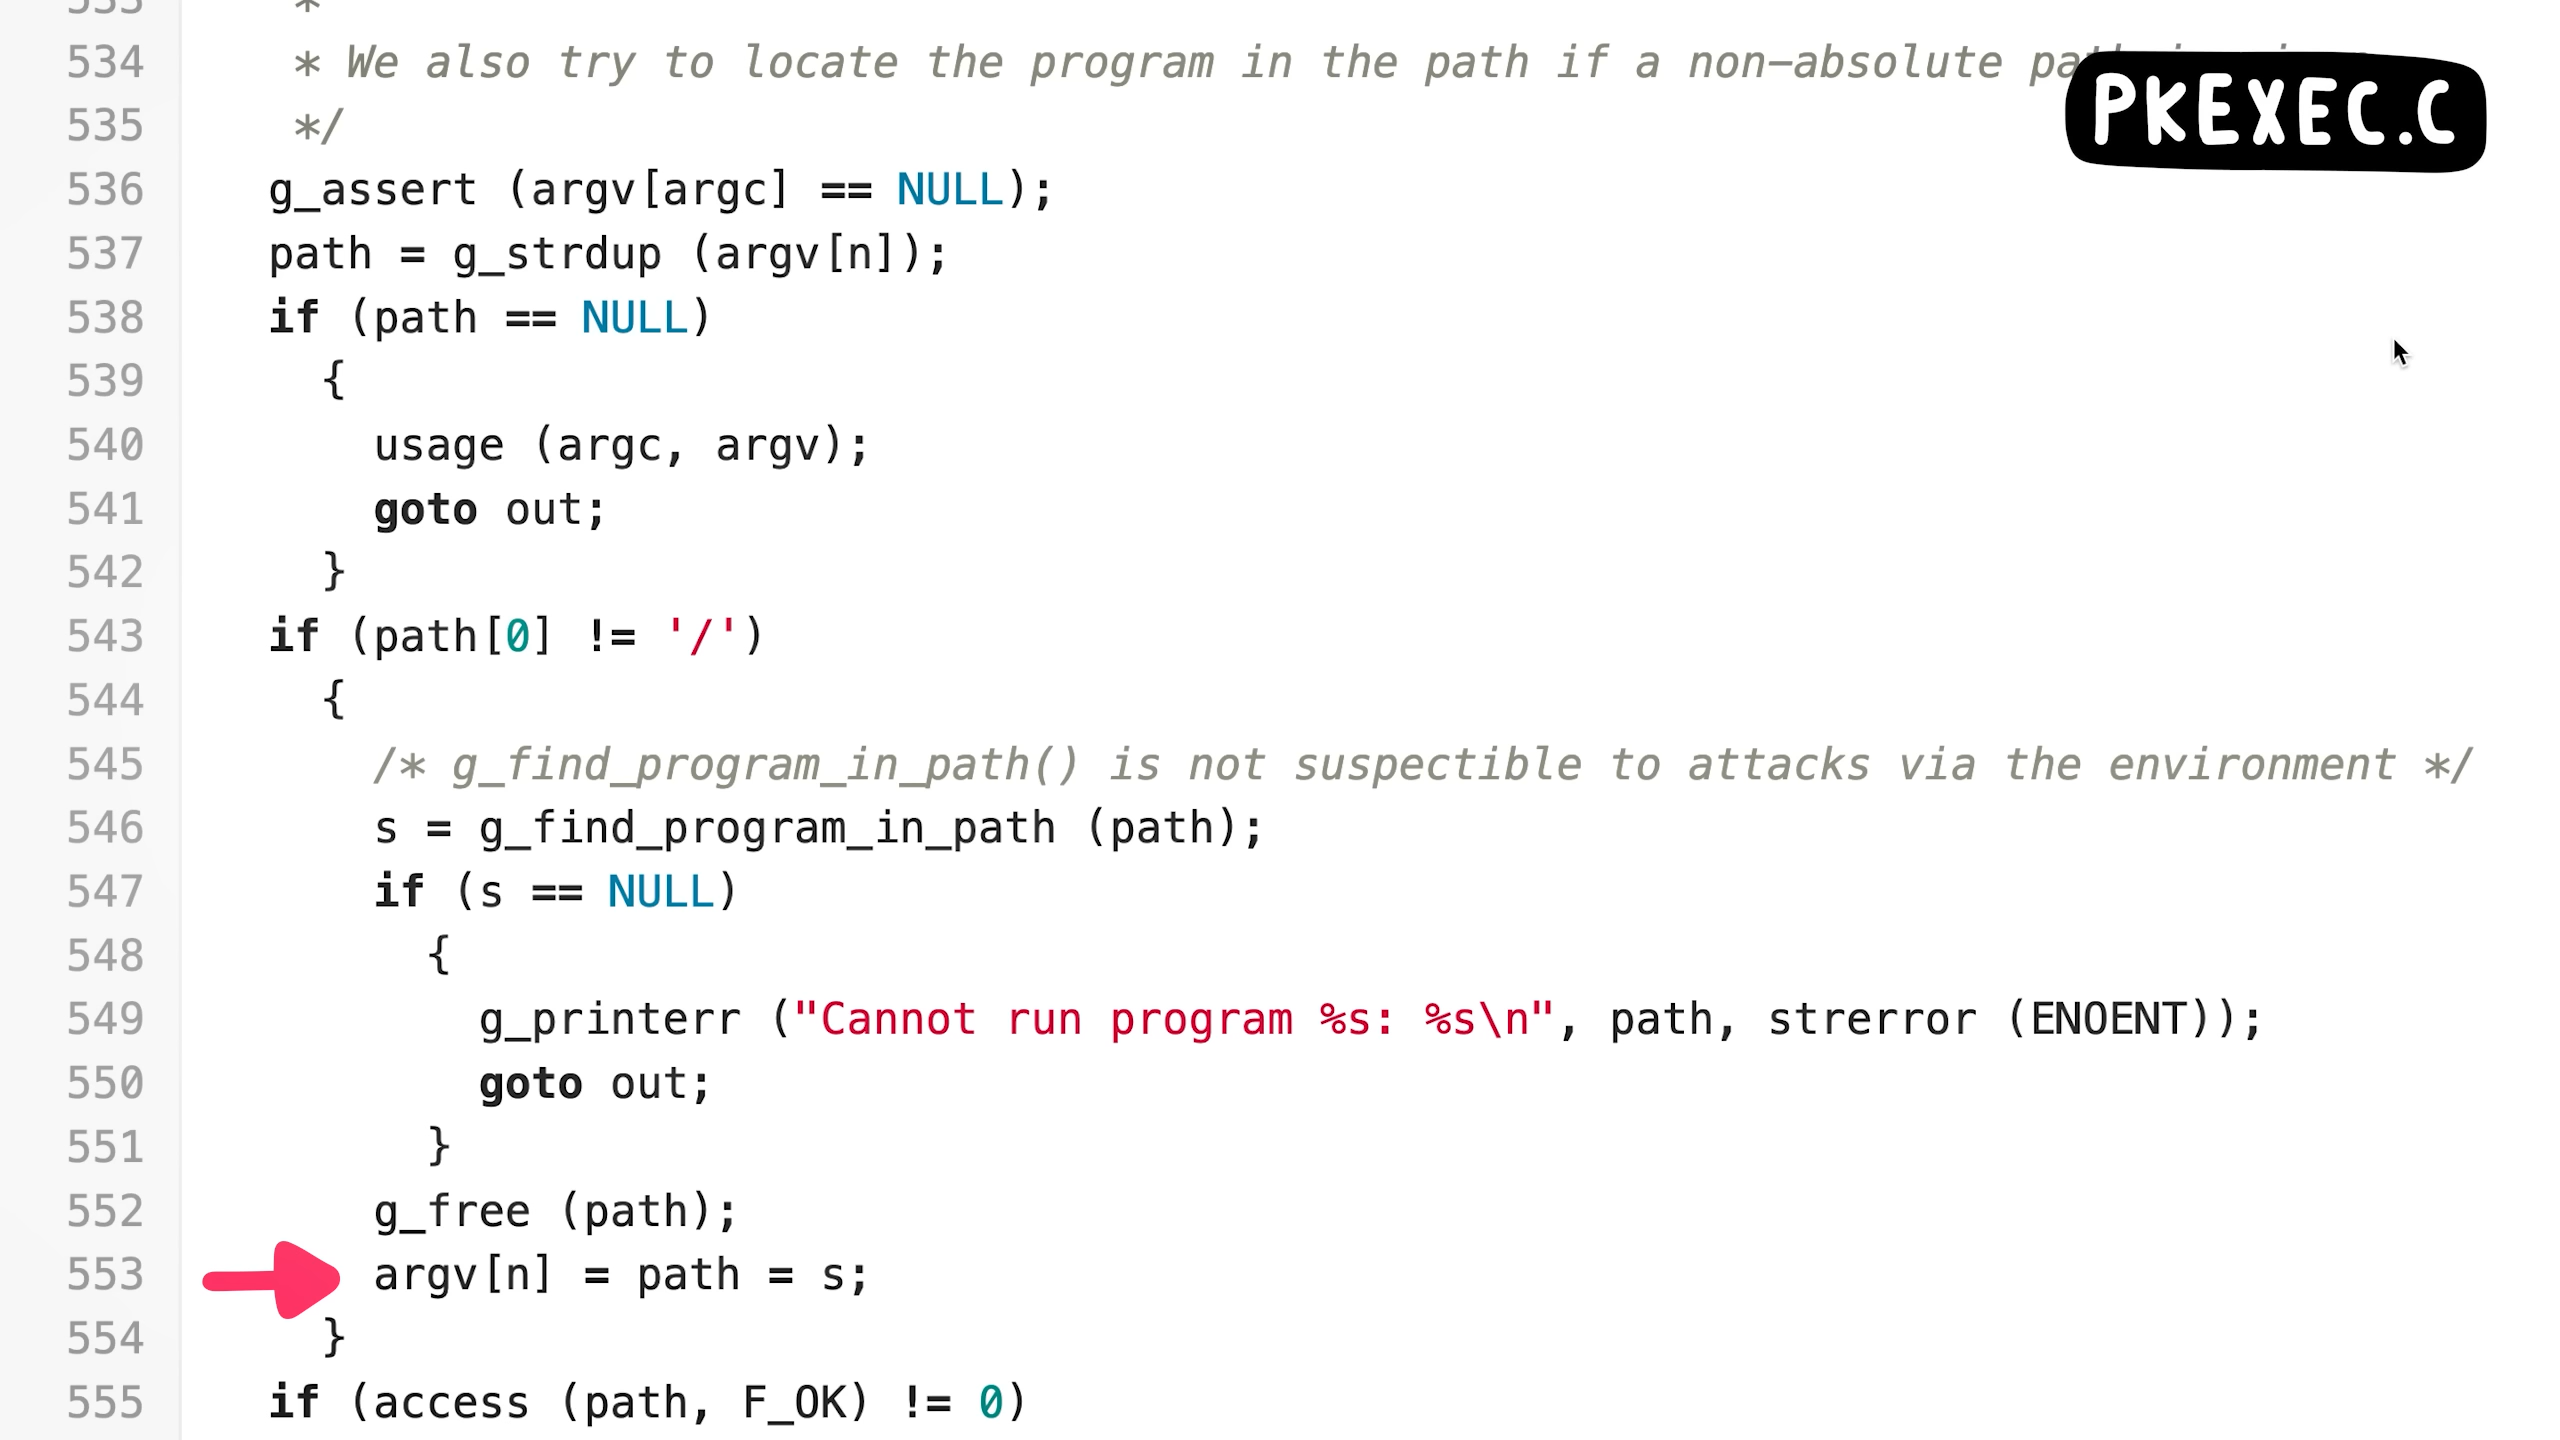 533 *
534 * We also try to locate the program in the path if a non-absolute
PKEXEC.C
535 */
536 g_assert (argv[argc] == NULL);
537 path = g_strdup (argv[n]);
538 if (path == NULL)
539 {
540 usage (argc, argv);
541 goto out;
542 }
543 if (path[0] != '/')
544 {
545 /* g_find_program_in_path() is not suspectible to attacks via the environment */
546 s = g_find_program_in_path (path);
547 if (s == NULL)
548 {
549 g_printerr ("Cannot run program %s: %s\n", path, strerror (ENOENT));
550 goto out;
551 }
552 g_free (path);
553 argv[n] = path = s;
554 }
555 if (access (path, F_OK) != 0)